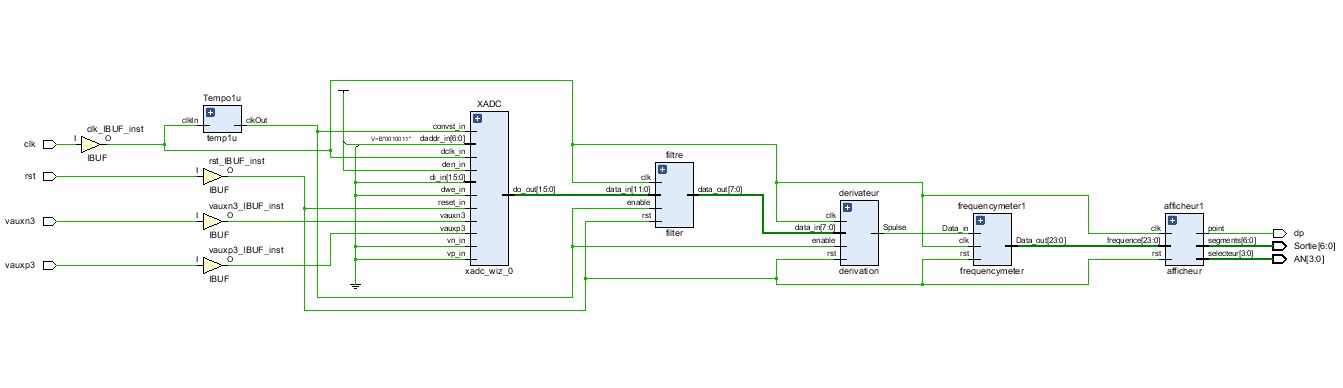 clk
I
clk_IBUF_inst
O
IBUF
Tempo1u
clkIn
clkOut
temp1u
rst
I
rst_IBUF_inst
O
IBUF
vauxn3
I
vauxn3_IBUF_inst
O
IBUF
vauxp3
I
vauxp3_IBUF_inst
O
IBUF
XADC
convst_in
V=B"0010011"
daddr_in[6:0]
dclk_in
den_in
di_in[15:0]
dwe_in
reset_in
vauxn3
vauxp3
vn_in
vp_in
do_out[15:0]
xadc_wiz_0
filtre
clk
data_in[11:0]
enable
rst
data_out[7:0]
filter
derivateur
clk
data_in[7:0]
enable
rst
Spulse
derivation
frequencymeter1
Data_in
clk
rst
Data_out[23:0]
frequencymeter
afficheur1
clk
frequence[23:0]
rst
point
segments[6:0]
selecteur[3:0]
afficheur
dp
Sortie[6:0]
AN[3:0]